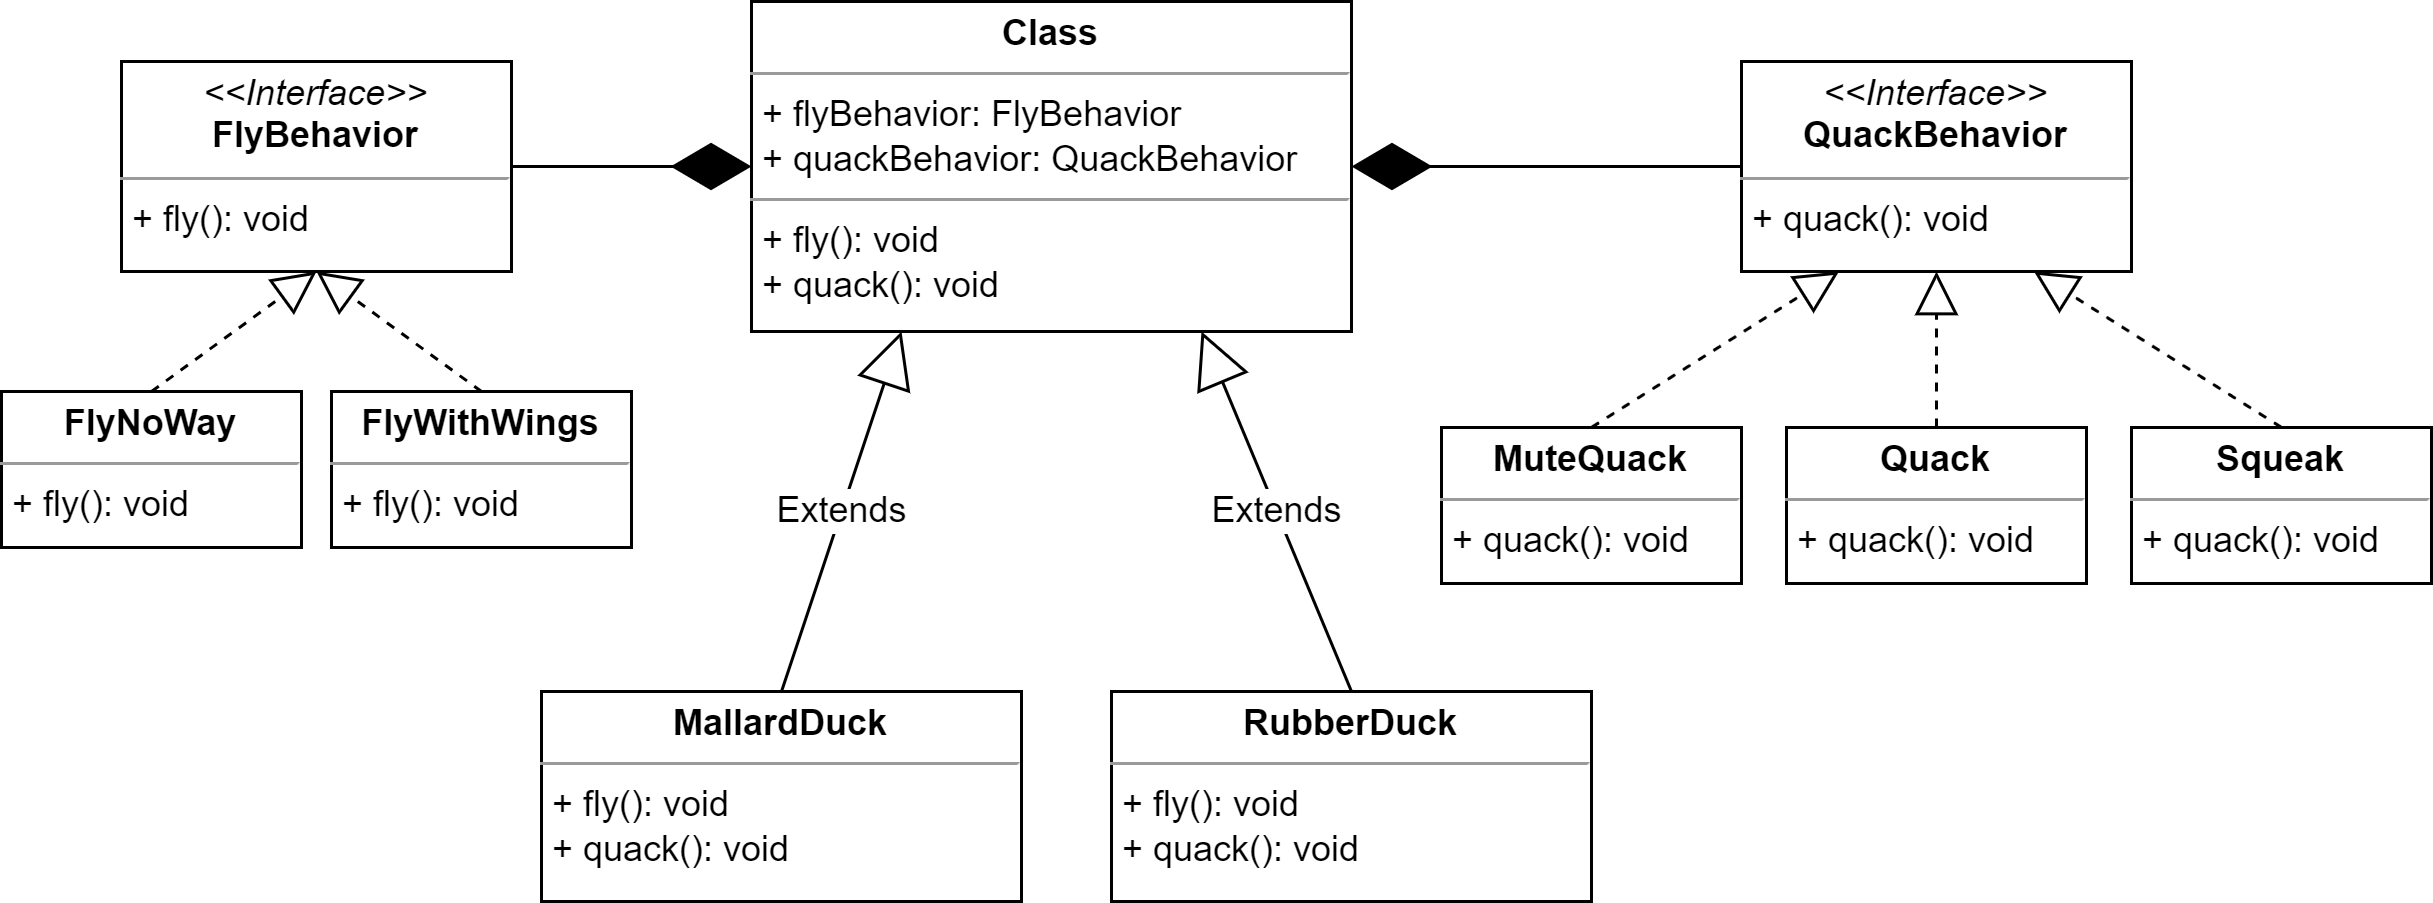 Class
+ flyBehavior: FlyBehavior
+ quackBehavior: QuackBehavior
+ fly(): void
+ quack(): void
<<Interface>>
FlyBehavior
+ fly(): void
<<Interface>>
QuackBehavior
+ quack(): void
FlyNoWay
+ fly(): void
FlyWithWings
+ fly(): void
MuteQuack
+ quack(): void
Quack
+ quack(): void
Squeak
+ quack(): void
Extends
Extends
MallardDuck
+ fly(): void
+ quack(): void
RubberDuck
+ fly(): void
+ quack(): void